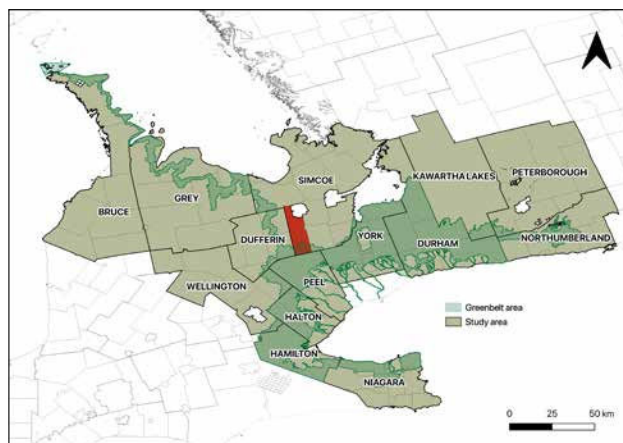 KAWARTHA LAKES
PETERBOROUGH
SIMCOE
GREY
BRUCE
DUFFERIN
YORK
DURHAM
NORTHUMBERLAND
WELLINGTON
PEEL
HALTON
HAMILTON
NIAGARA
Greenbelt area
Study area
0 25 50 km